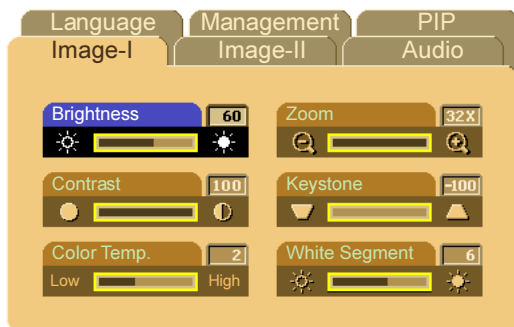 Language Management PIP
Image-I Image-II Audio
Brightness 60
Zoom 32X
Contrast 100
Keystone -100
Color Temp. 2
Low High
White Segment 6